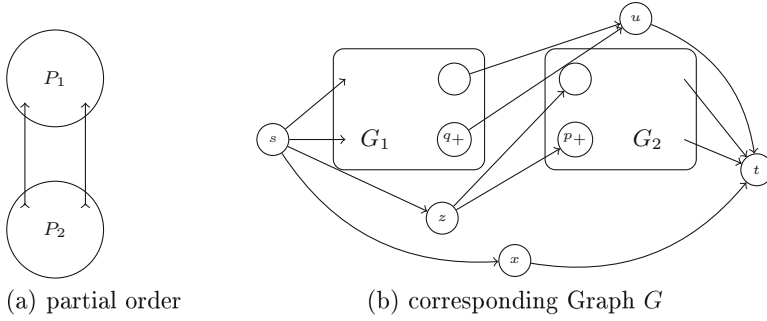 P1
P2
(a) partial order
u
s
G1
q+
p+
G2
t
z
x
(b) corresponding Graph G